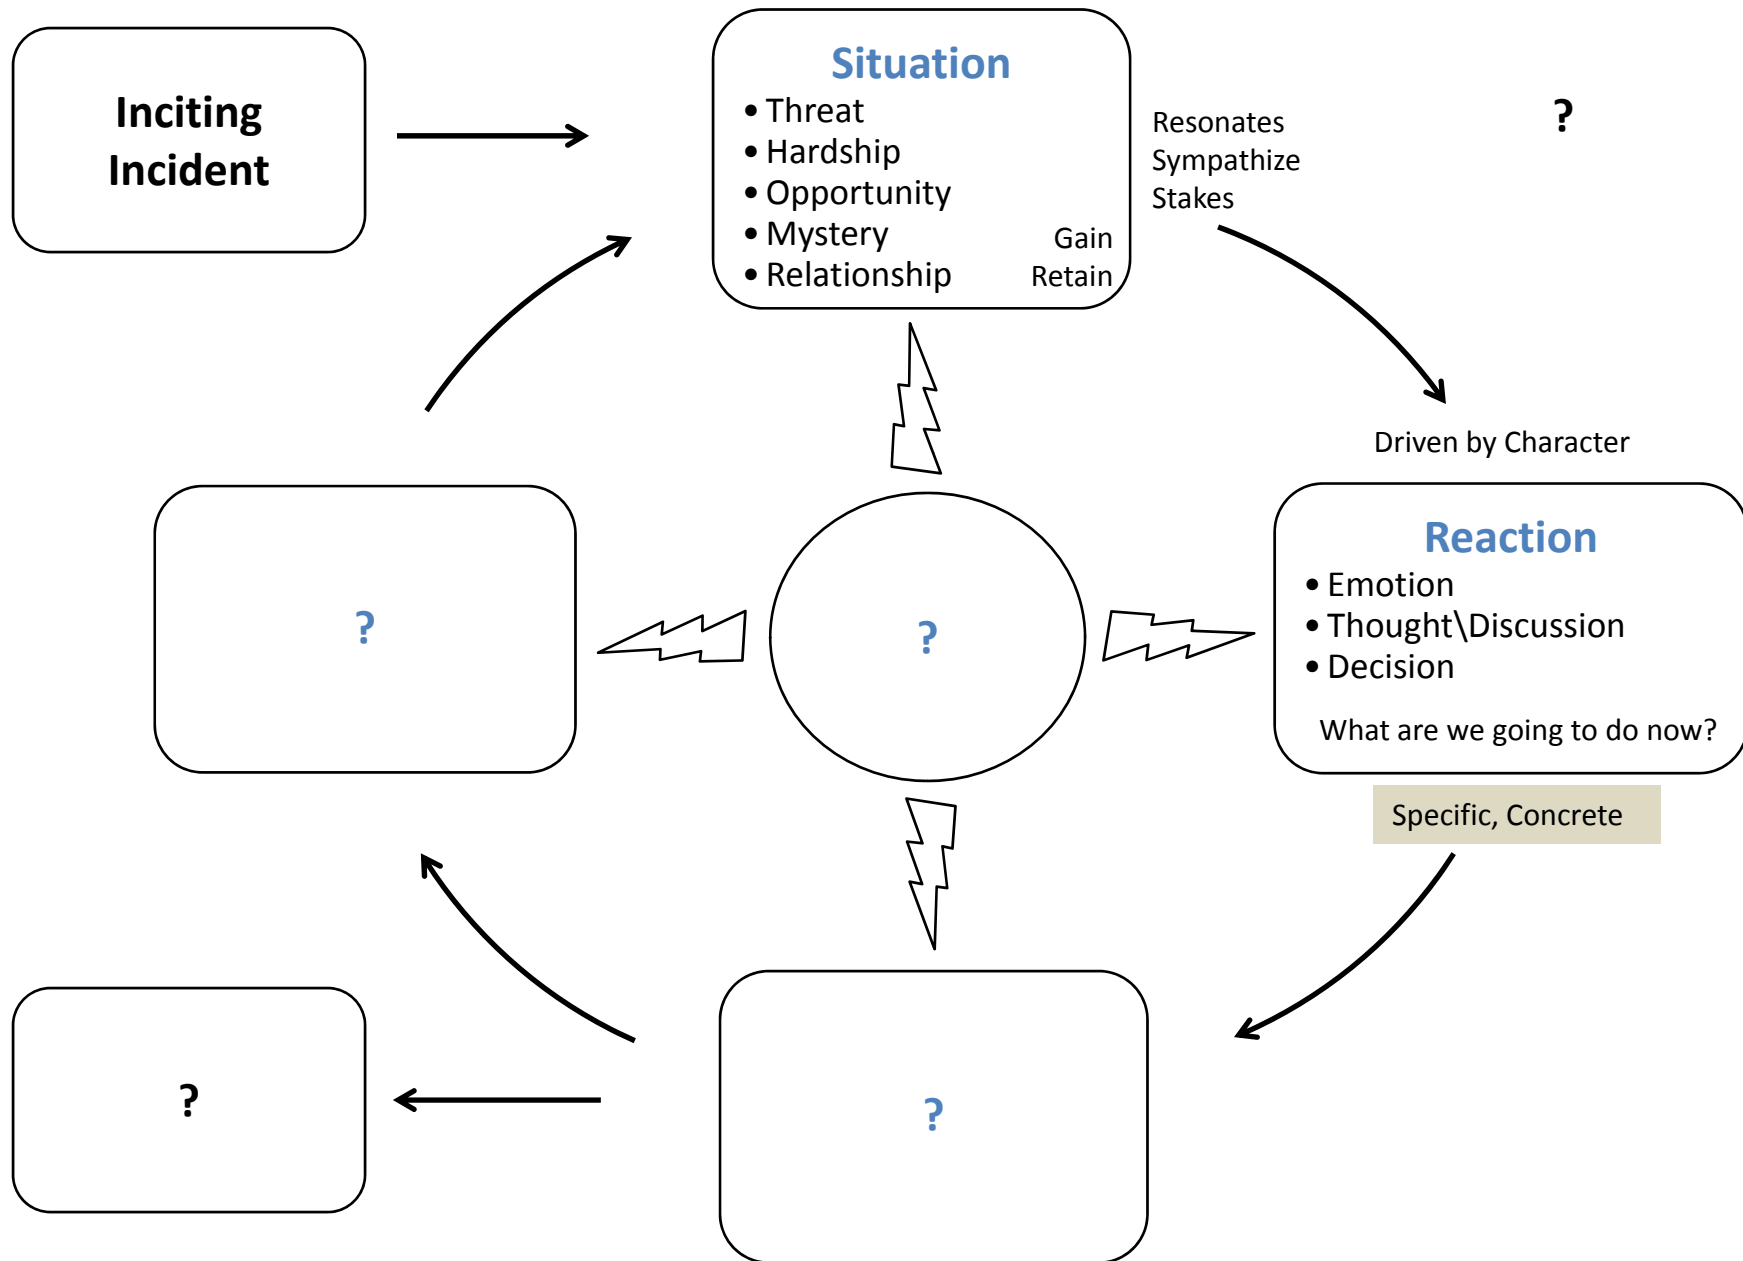 Inciting
Incident
Situation
• Threat
• Hardship
• Opportunity
• Mystery
• Relationship
Gain
Retain
Resonates
Sympathize
Stakes
?
Driven by Character
Reaction
• Emotion
• Thought\Discussion
• Decision
What are we going to do now?
Specific, Concrete
?
?
?
?